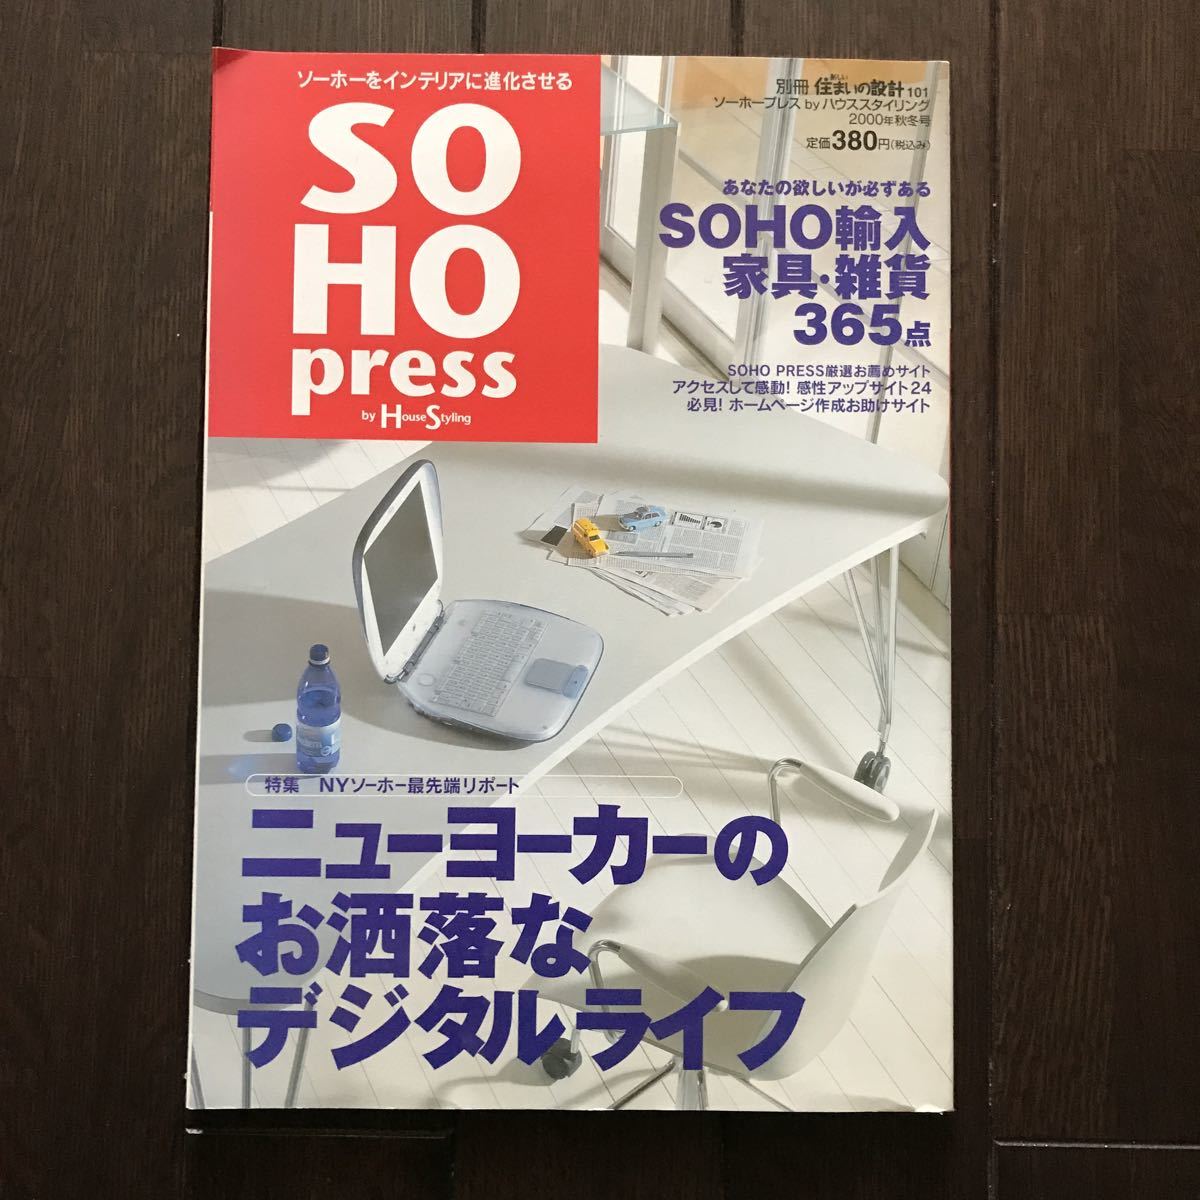 ソーホーをインテリアに進化させる
SO
HO
press
by House Styling
別冊 新しい住まいの設計101
ソーホープレス byハウススタイリング
2000年秋冬号
定価380円(税込み)
あなたの欲しいが必ずある
SOHO輸入
家具・雑貨
365点
SOHO PRESS厳選お薦めサイト
アクセスして感動! 感性アップサイト24
必見! ホームページ作成お助けサイト
特集 NYソーホー最先端リポート
ニューヨーカーの
お洒落な
デジタルライフ